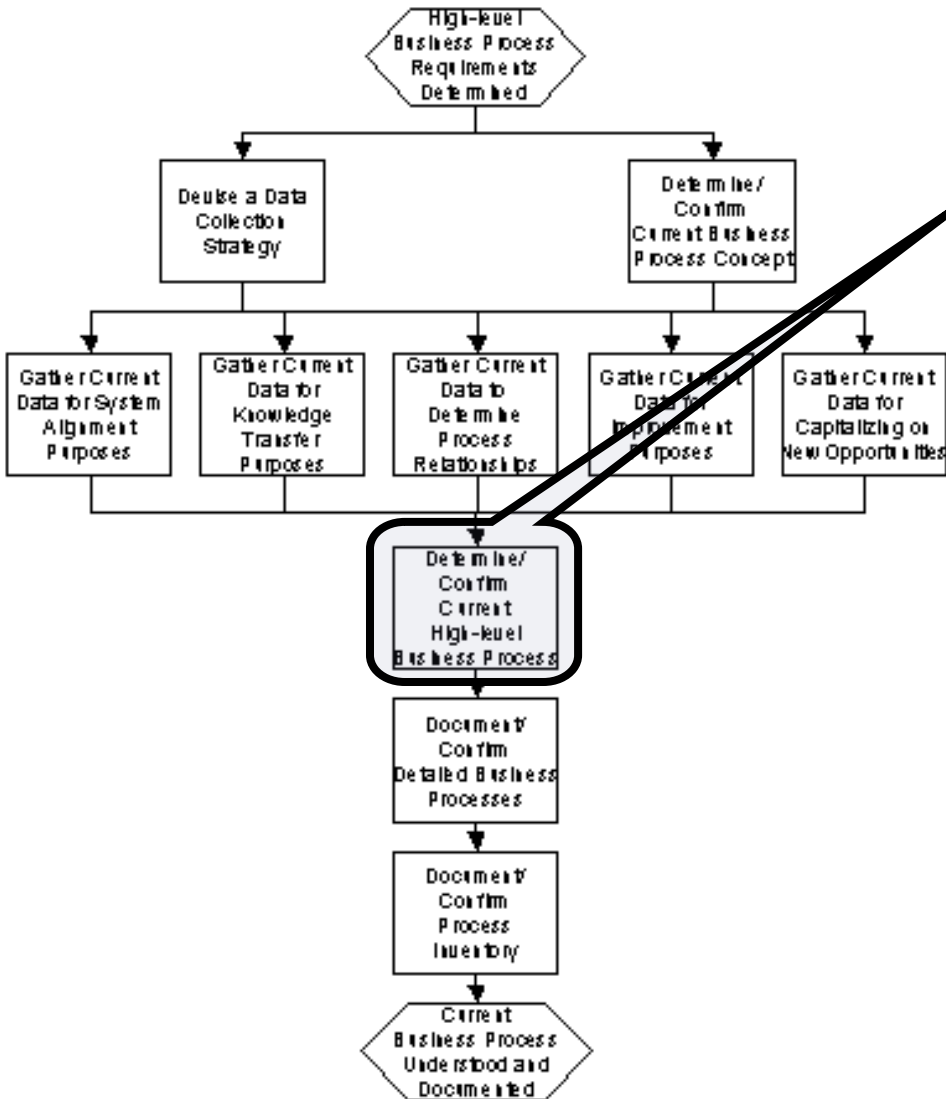 High-level
Business Process
Requirements
Determined
Devise a Data
Collection
Strategy
Determine/
Confirm
Current Business
Process Concept
Gather Current
Data for System
Alignment
Purposes
Gather Current
Data for
Knowledge
Transfer
Purposes
Gather Current
Data to
Determine
Process
Relationships
Gather Current
Data for
Improvement
Purposes
Gather Current
Data for
Capitalizing on
New Opportunities
Determine/
Confirm
Current
High-level
Business Process
Document/
Confirm
Detailed Business
Processes
Document/
Confirm
Process
Inventory
Current
Business Process
Understood and
Documented